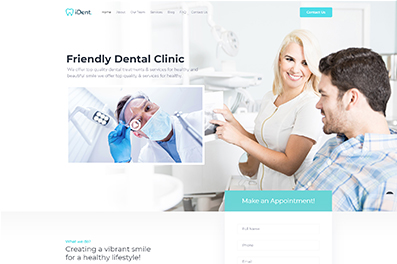 iDent.
Home About Our Team Services Blog FAQ Contact Us
Contact Us
Friendly Dental Clinic
We offer top quality dental treatments & services for healthy and
beautiful smile we offer top quality & services for healthy
Make an Appointment!
Full Name
Phone
Email
What we do?
Creating a vibrant smile
for a healthy lifestyle!